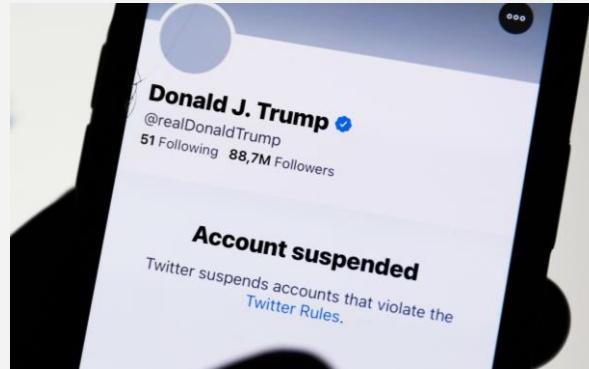 Donald J. Trump
@realDonaldTrump
51 Following 88,7M Followers
Account suspended
Twitter suspends accounts that violate the
Twitter Rules.